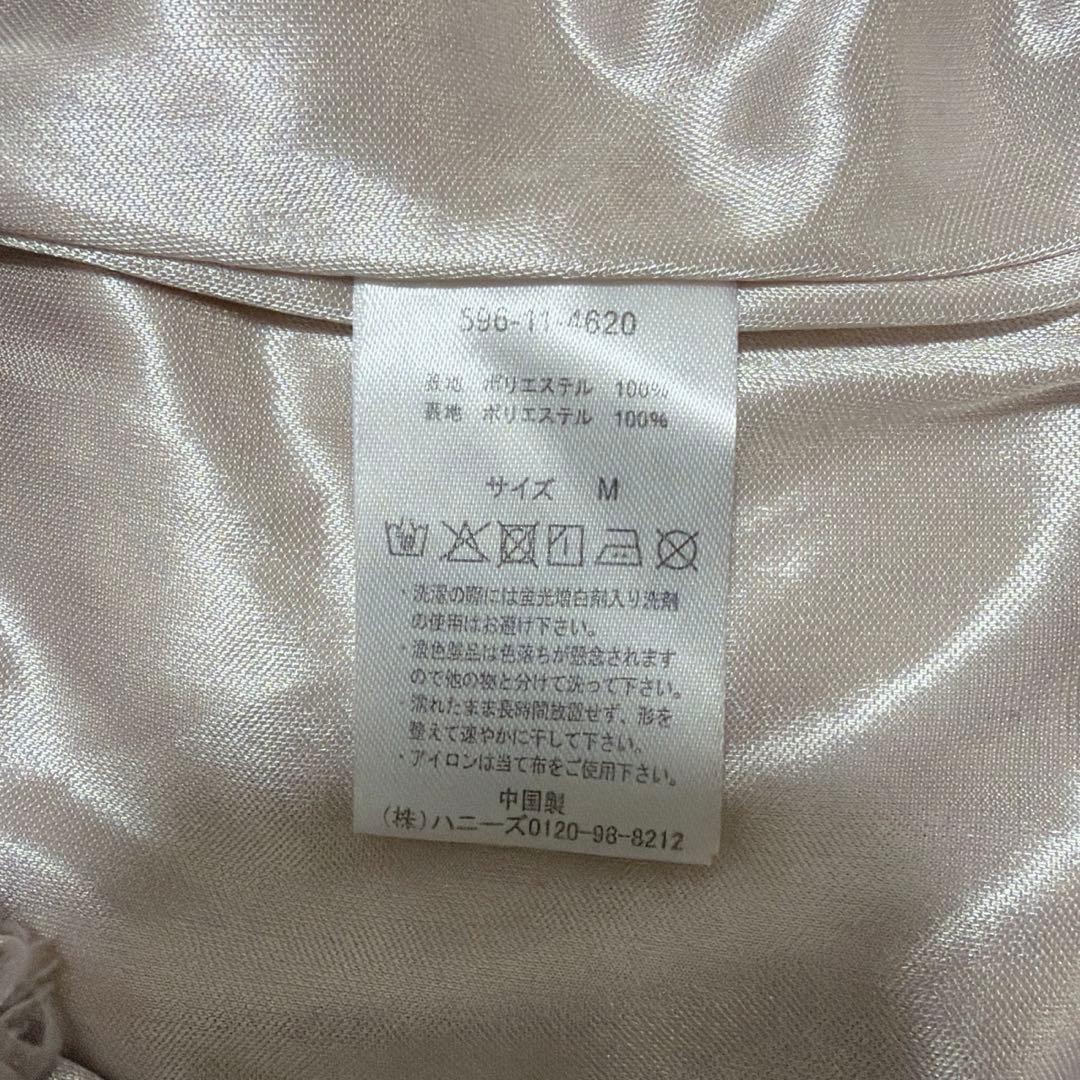 596-11-4620
表地 ポリエステル 100%
裏地 ポリエステル 100%
サイズ M
・洗濯の際には蛍光増白剤入り洗剤
の使用はお避け下さい。
・濃色製品は色落ちが懸念されます
ので他の物と分けて洗って下さい。
・濡れたまま長時間放置せず、形を
整えて速やかに干して下さい。
・アイロンは当て布をご使用下さい。
中国製
(株)ハニーズ0120-98-8212